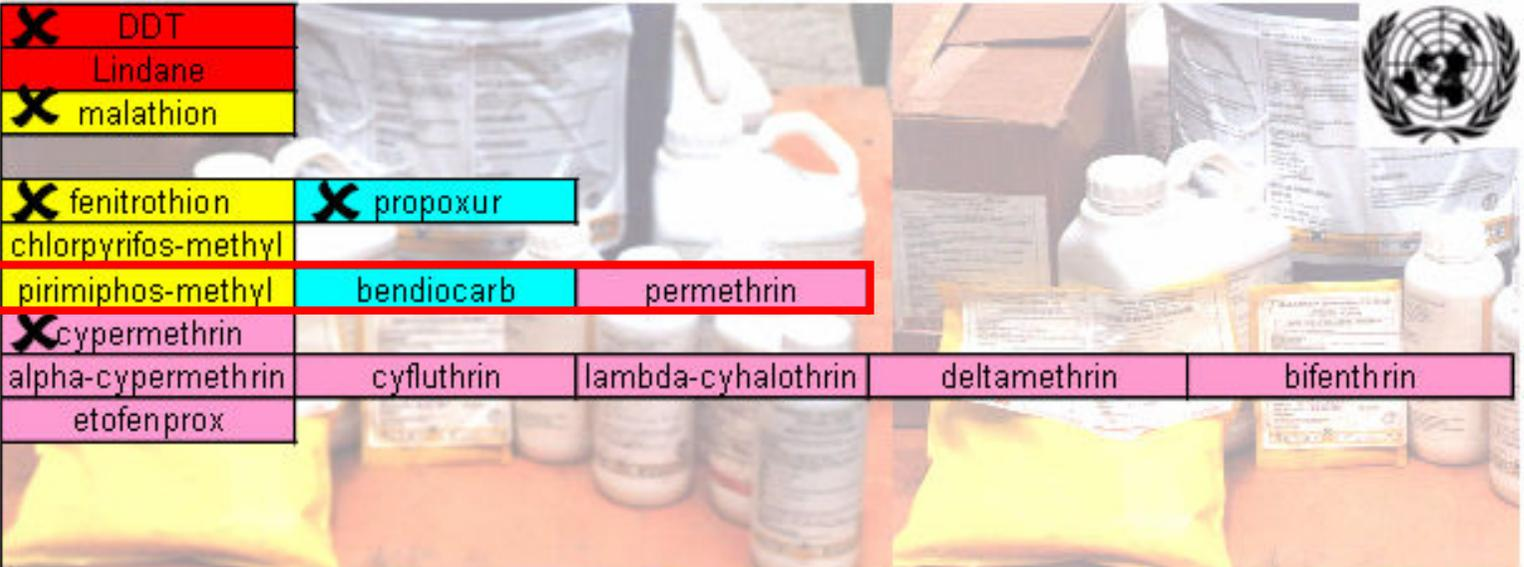 DDT
Lindane
malathion
fenitrothion propoxur
chlorpyrifos-methyl
pirimiphos-methyl bendiocarb permethrin
cypermethrin
alpha-cypermethrin cyfluthrin lambda-cyhalothrin deltamethrin bifenthrin
etofenprox